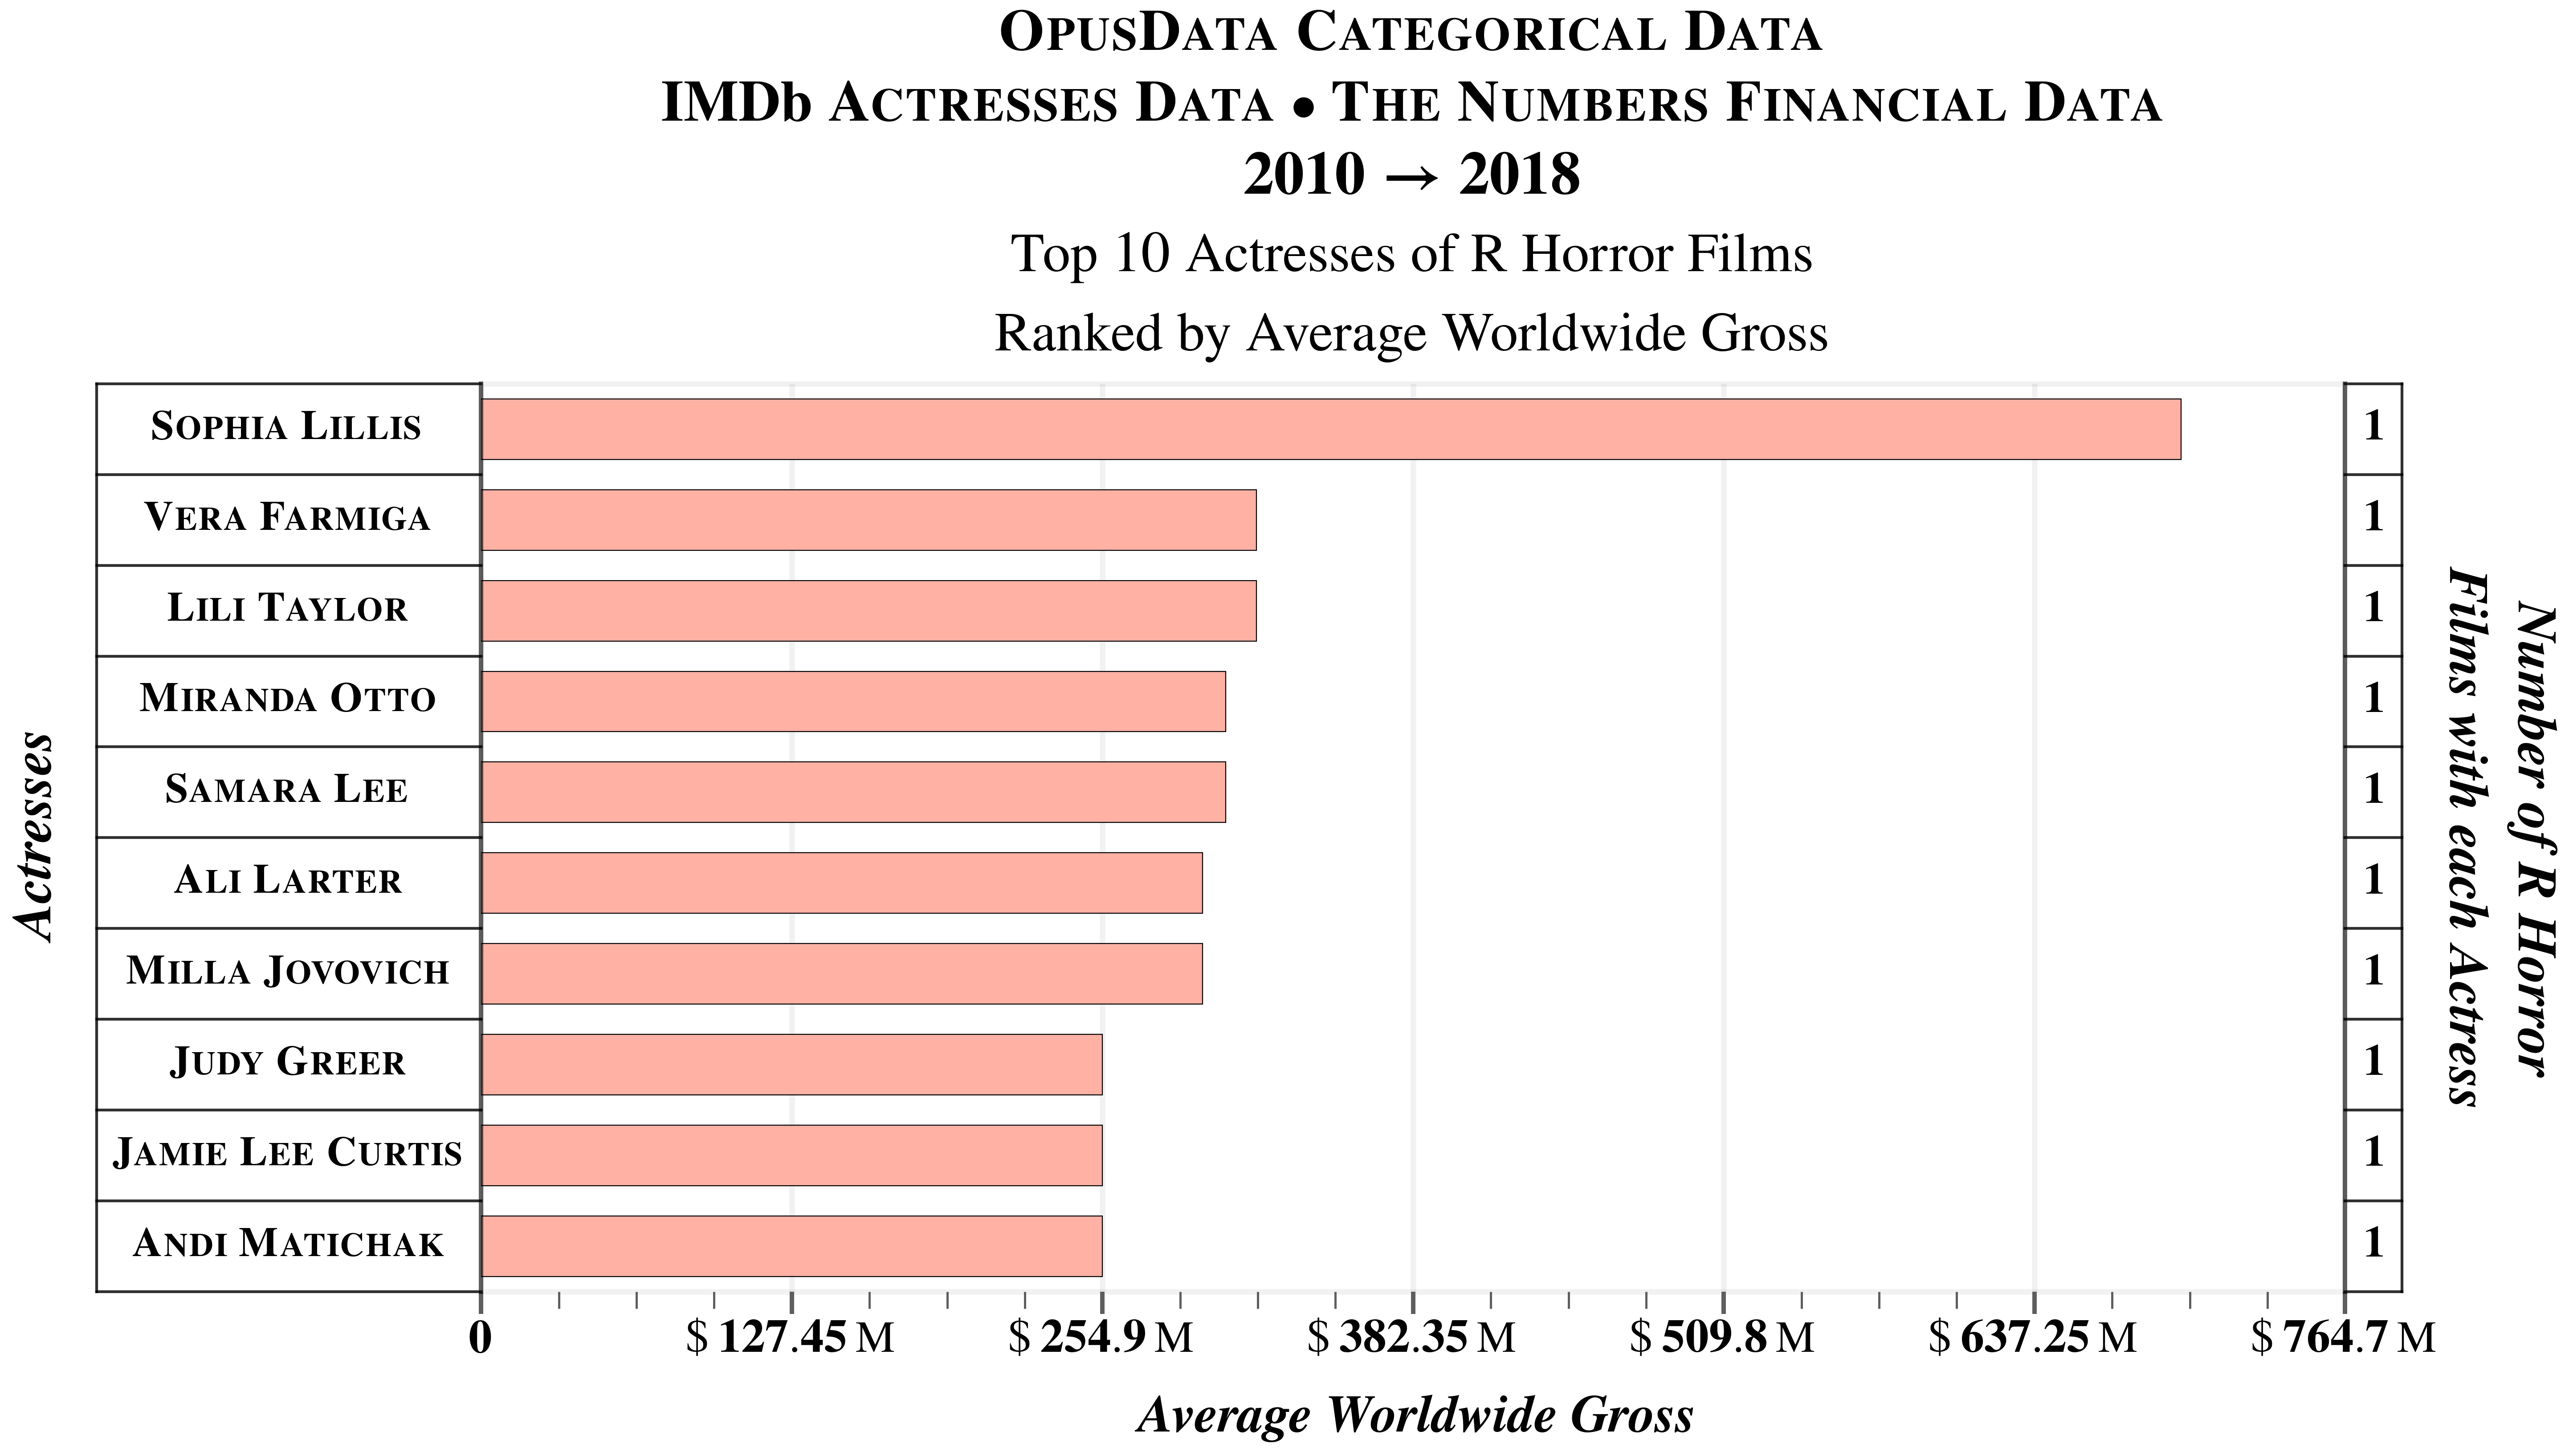 OpusData Categorical Data
IMDb Actresses Data • The Numbers Financial Data
2010 → 2018
Top 10 Actresses of R Horror Films
Ranked by Average Worldwide Gross
Actresses
Sophia Lillis 1
Vera Farmiga 1
Lili Taylor 1
Miranda Otto 1
Samara Lee 1
Ali Larter 1
Milla Jovovich 1
Judy Greer 1
Jamie Lee Curtis 1
Andi Matichak 1
Number of R Horror
Films with each Actress
0 $ 127.45 M $ 254.9 M $ 382.35 M $ 509.8 M $ 637.25 M $ 764.7 M
Average Worldwide Gross